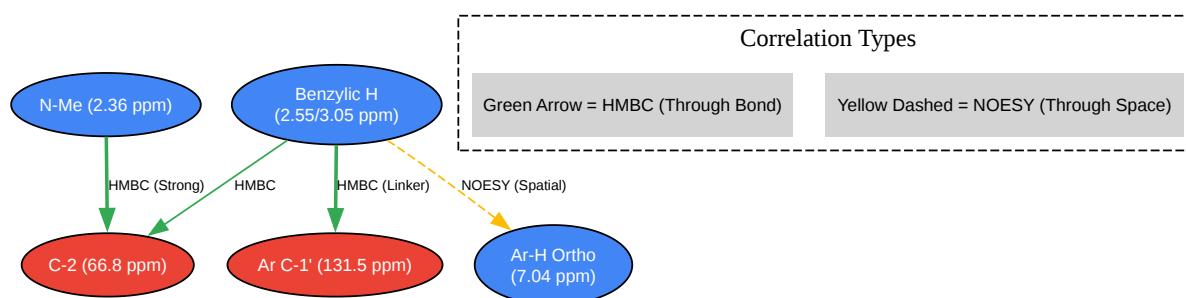 Correlation Types
Green Arrow = HMBC (Through Bond)
Yellow Dashed = NOESY (Through Space)
N-Me (2.36 ppm)
Benzylic H
(2.55/3.05 ppm)
HMBC (Strong)
HMBC
HMBC (Linker)
NOESY (Spatial)
C-2 (66.8 ppm)
Ar C-1' (131.5 ppm)
Ar-H Ortho
(7.04 ppm)